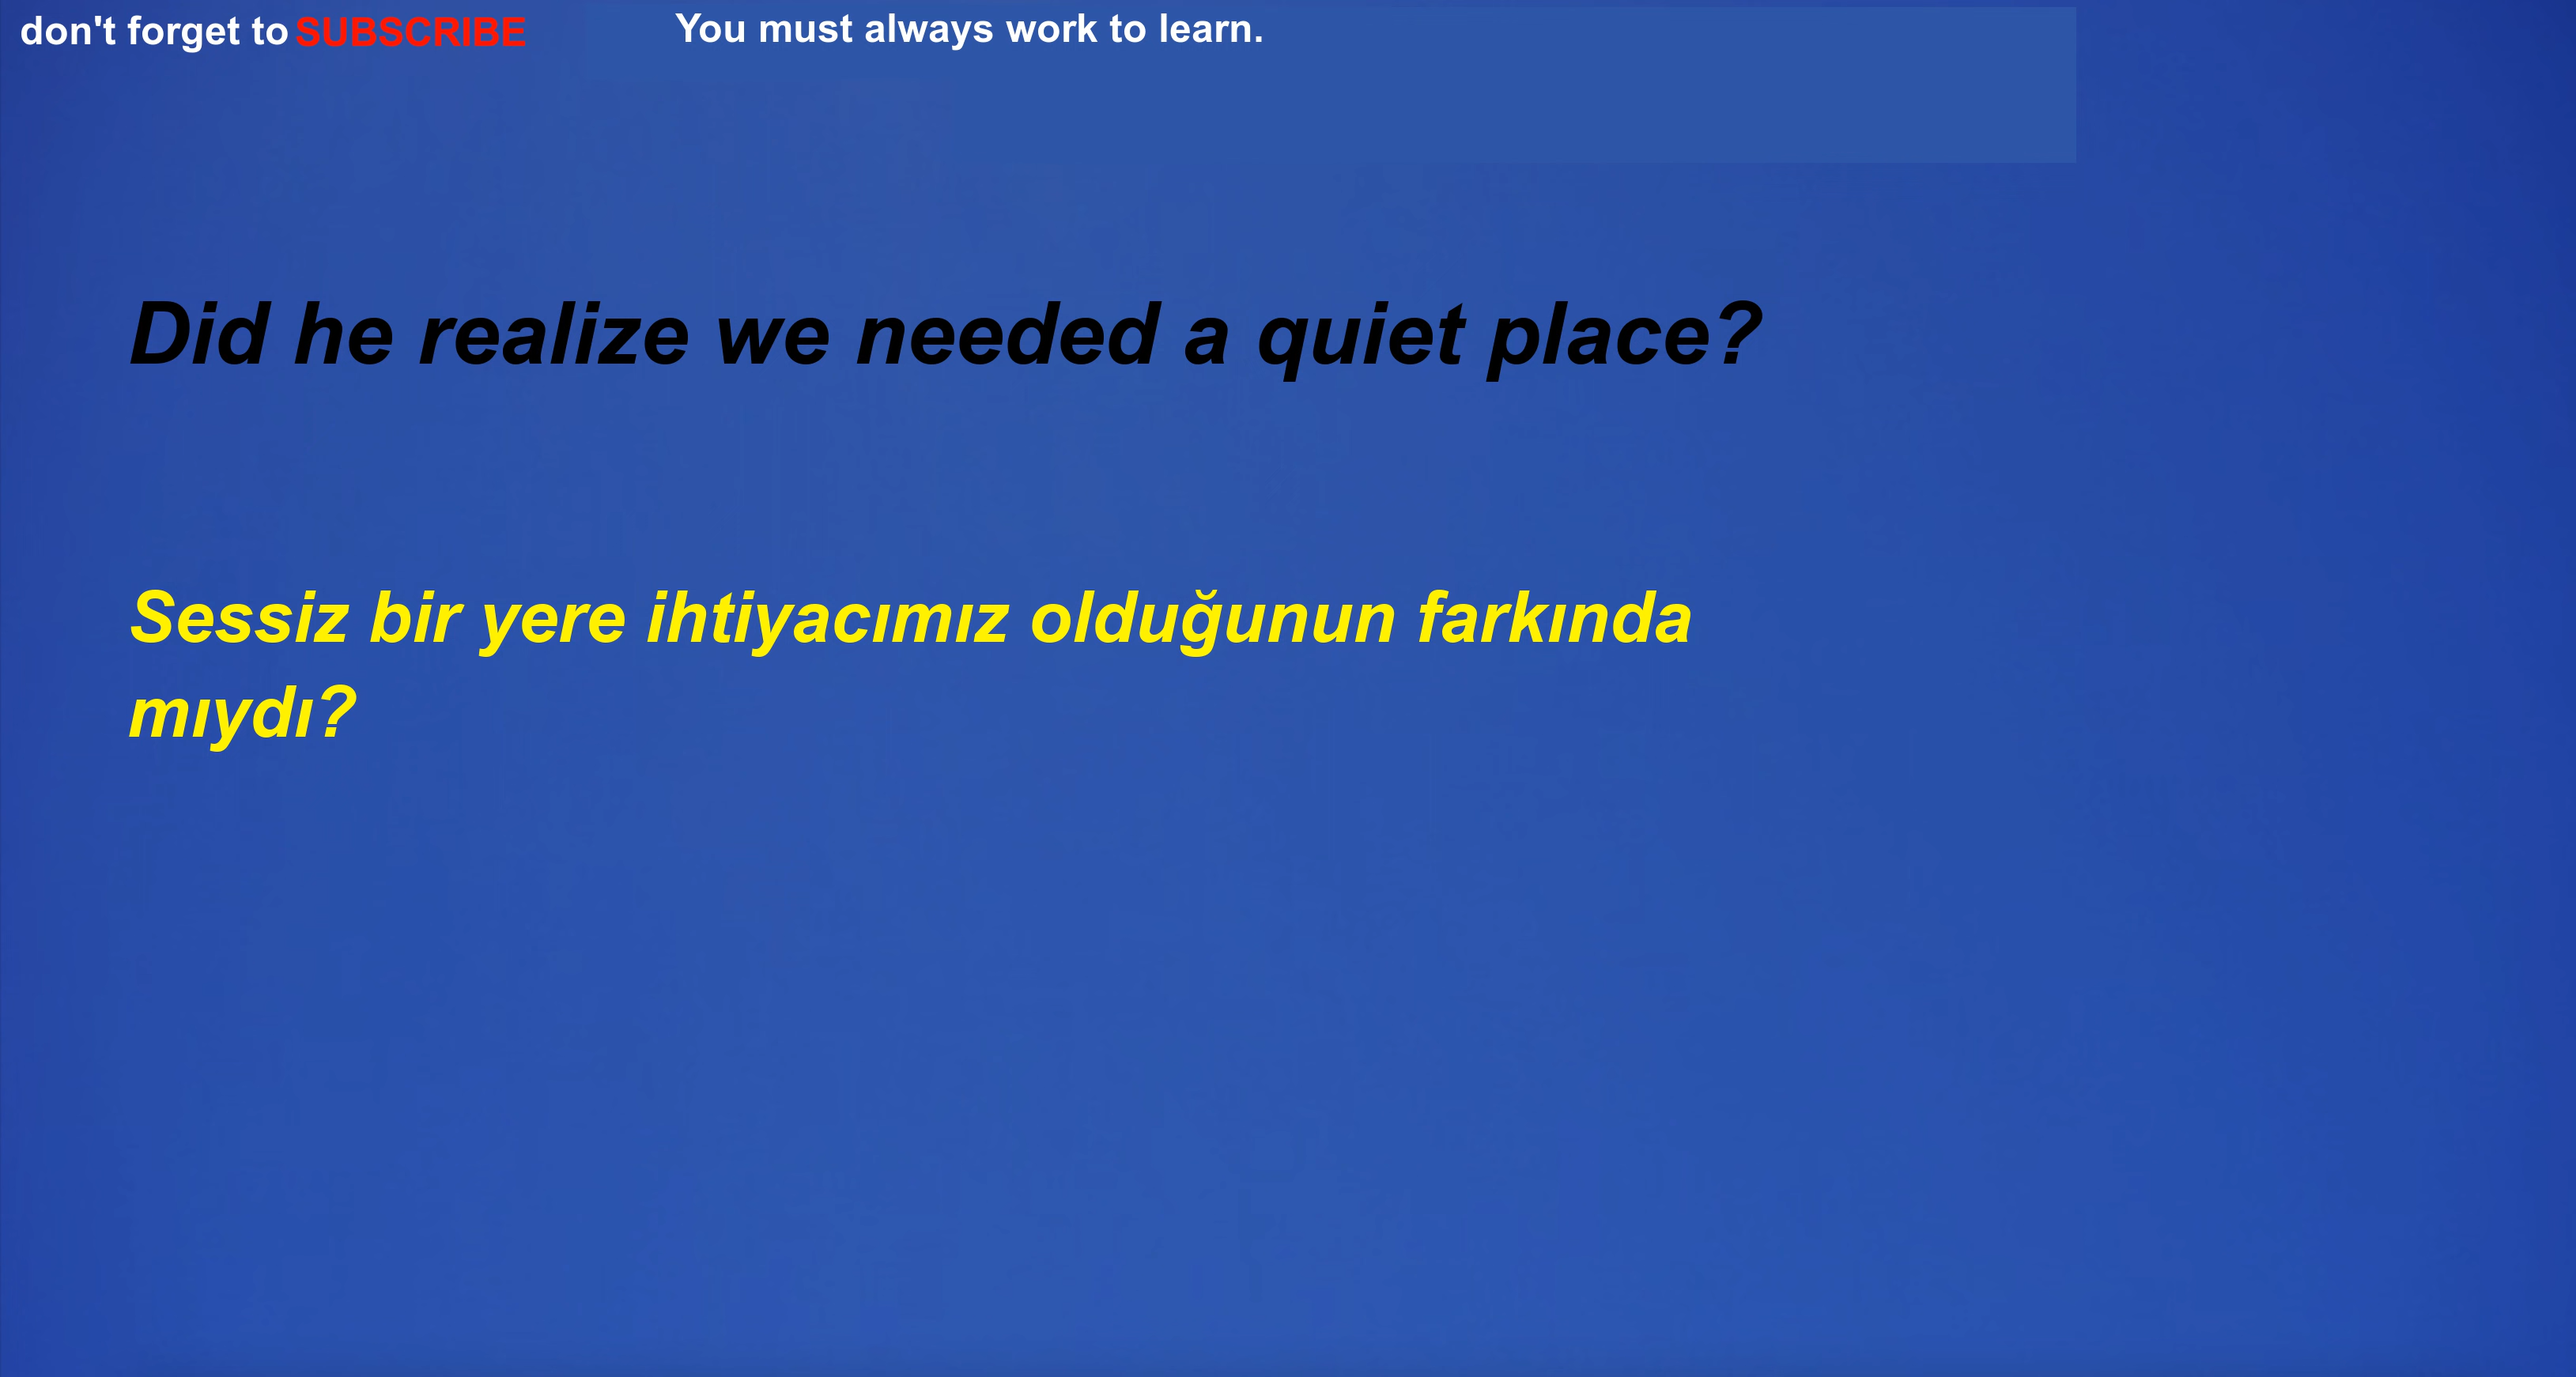 don't forget to SUBSCRIBE
You must always work to learn.
Did he realize we needed a quiet place?
Sessiz bir yere ihtiyacımız olduğunun farkında
mıydı?